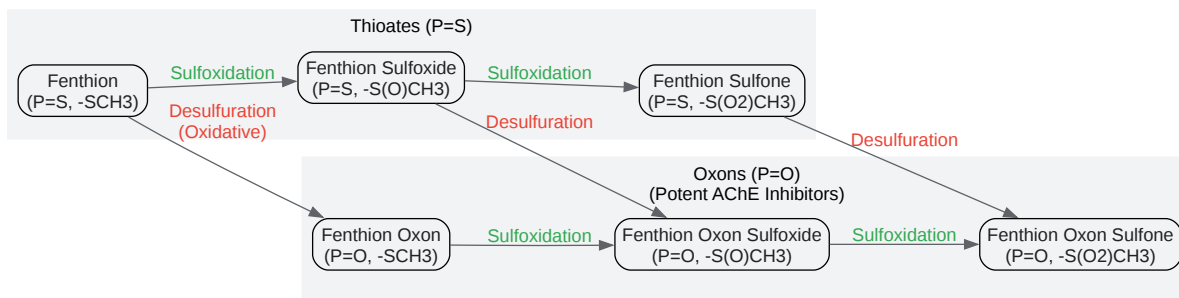 Thioates (P=S)
Fenthion
(P=S, -SCH3)
Sulfoxidation
Fenthion Sulfoxide
(P=S, -S(O)CH3)
Sulfoxidation
Fenthion Sulfone
(P=S, -S(O2)CH3)
Desulfuration
(Oxidative)
Desulfuration
Desulfuration
Oxons (P=O)
(Potent AChE Inhibitors)
Fenthion Oxon
(P=O, -SCH3)
Sulfoxidation
Fenthion Oxon Sulfoxide
(P=O, -S(O)CH3)
Sulfoxidation
Fenthion Oxon Sulfone
(P=O, -S(O2)CH3)